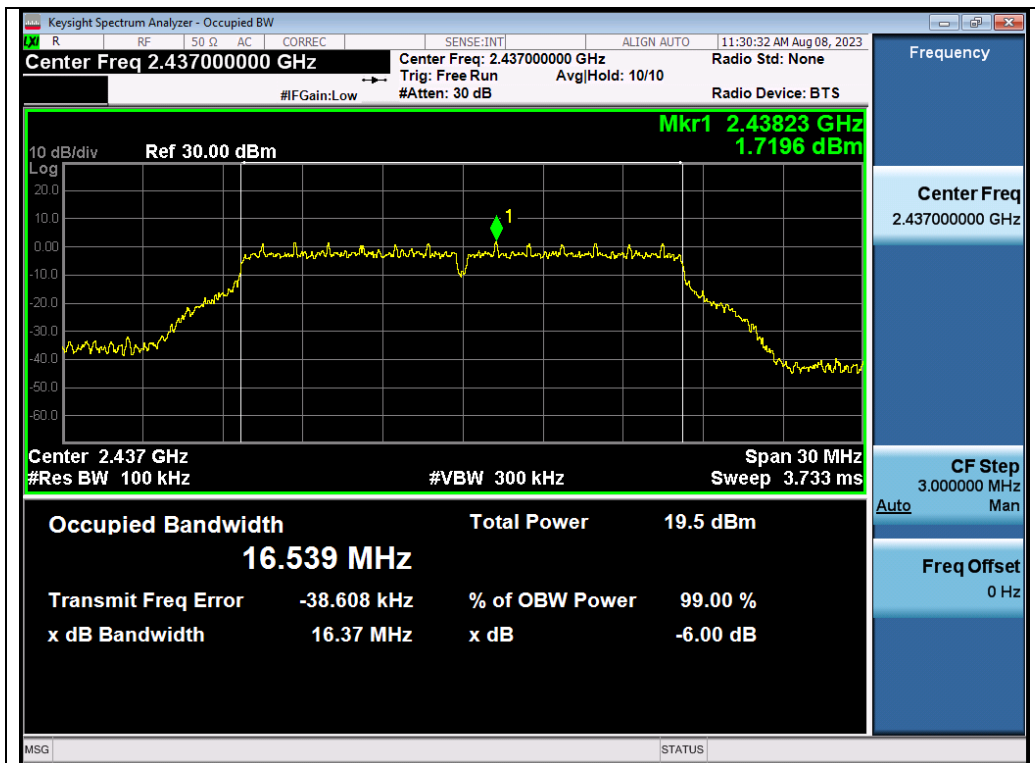 Keysight Spectrum Analyzer - Occupied BW
LXI R RF 50 Ω AC CORREC SENSE:INT ALIGN AUTO 11:30:32 AM Aug 08, 2023
Center Freq 2.437000000 GHz
Center Freq: 2.437000000 GHz
Radio Std: None
Trig: Free Run Avg|Hold: 10/10
#IFGain:Low
#Atten: 30 dB
Radio Device: BTS
Mkr1 2.43823 GHz
1.7196 dBm
10 dB/div Ref 30.00 dBm
Log
20.0
10.0
0.00
-10.0
-20.0
-30.0
-40.0
-50.0
-60.0
1
Center 2.437 GHz Span 30 MHz
#Res BW 100 kHz #VBW 300 kHz Sweep 3.733 ms
Occupied Bandwidth Total Power 19.5 dBm
16.539 MHz
Transmit Freq Error -38.608 kHz % of OBW Power 99.00 %
x dB Bandwidth 16.37 MHz x dB -6.00 dB
MSG STATUS
Frequency
Center Freq
2.437000000 GHz
CF Step
3.000000 MHz
Auto Man
Freq Offset
0 Hz